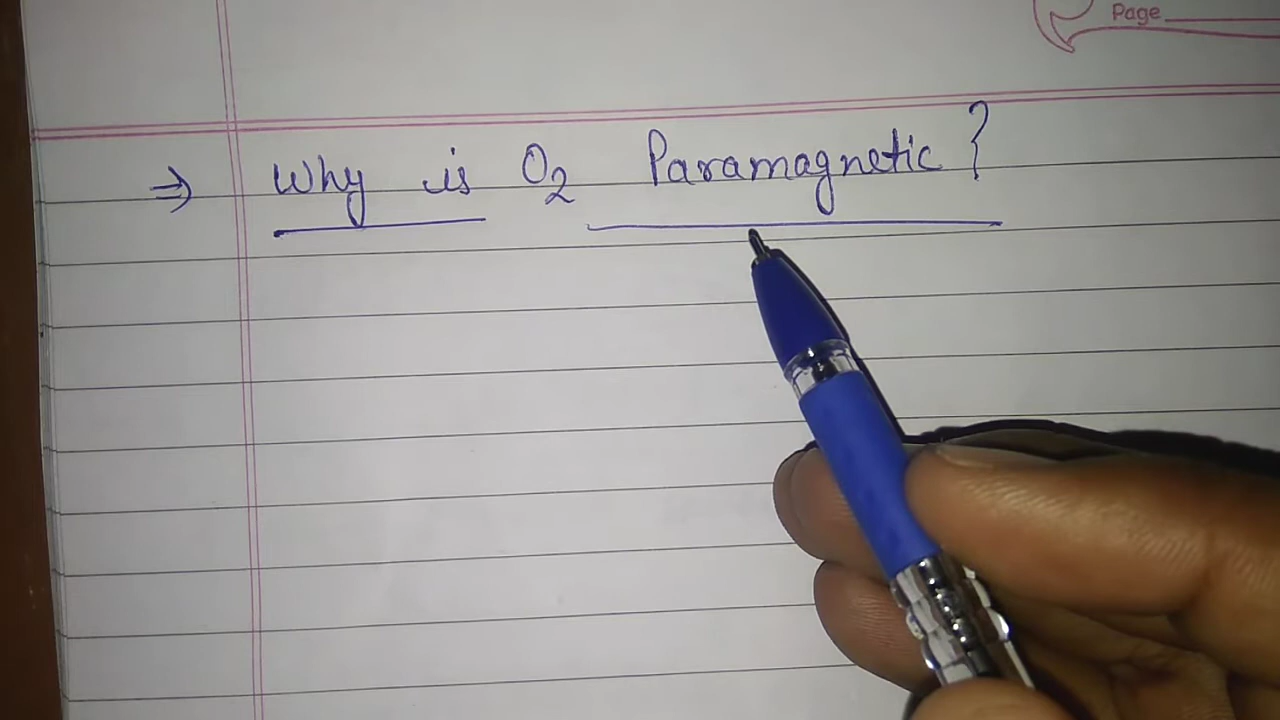 Page
⇒ Why is O₂ Paramagnetic?